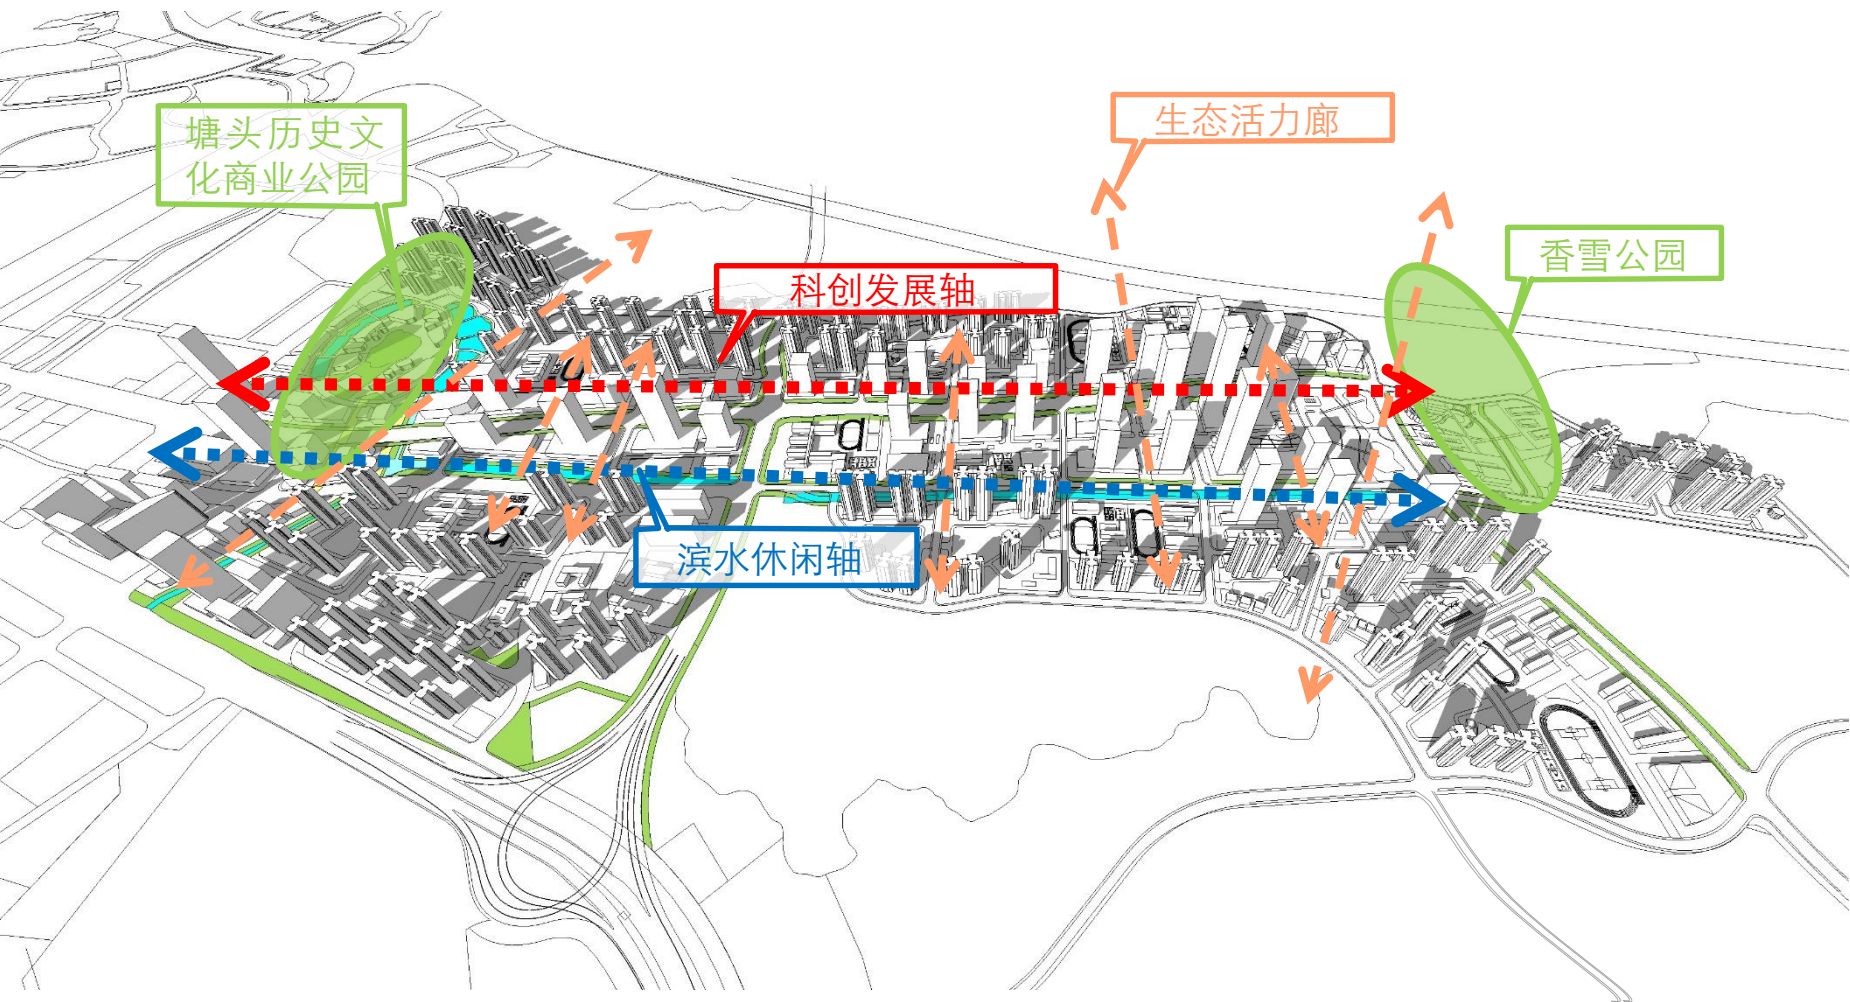 生态活力廊
塘头历史文
化商业公园
香雪公园
科创发展轴
滨水休闲轴